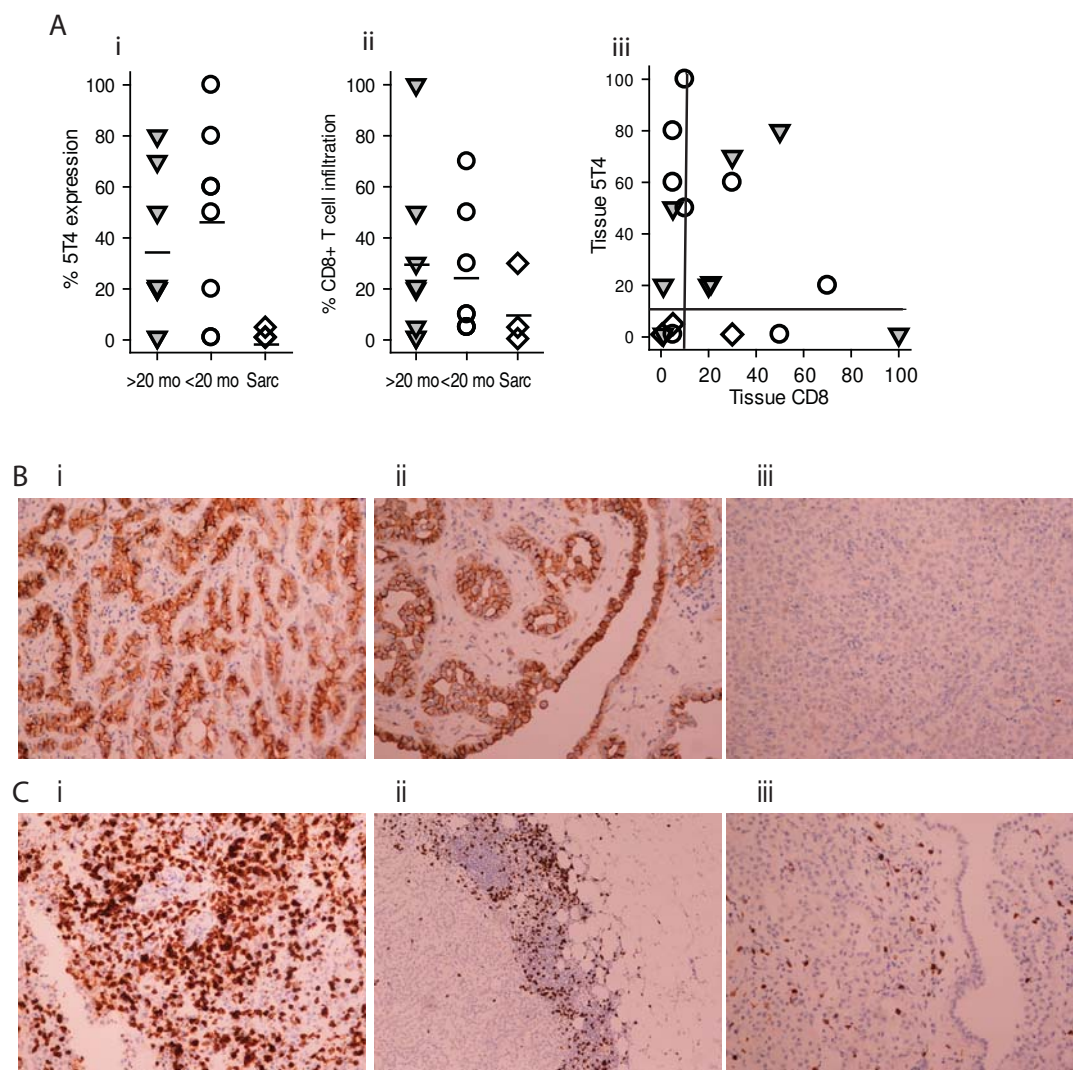 A
i
ii
iii
% 5T4 expression
100
80
60
40
20
0
>20 mo <20 mo Sarc
% CD8+ T cell infiltration
100
80
60
40
20
0
>20 mo <20 mo Sarc
Tissue 5T4
100
80
60
40
20
0
0 20 40 60 80 100
Tissue CD8
B
i
ii
iii
C
i
ii
iii